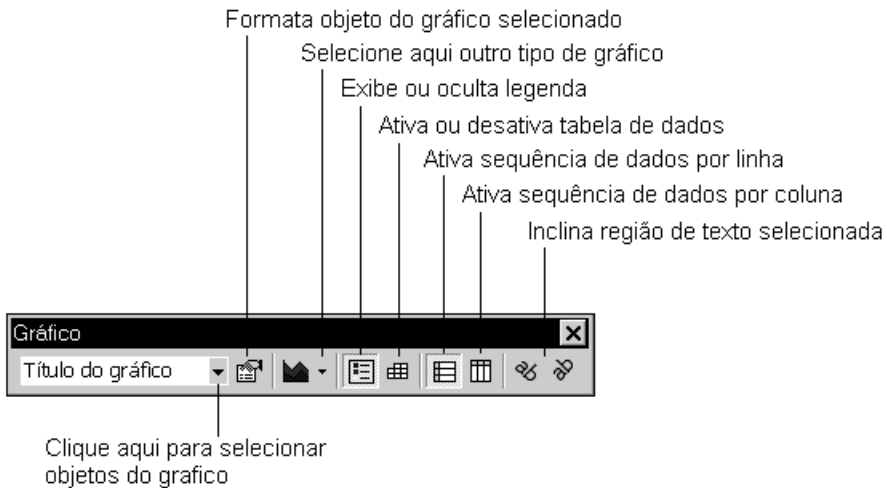 Formata objeto do gráfico selecionado
Selecione aqui outro tipo de gráfico
Exibe ou oculta legenda
Ativa ou desativa tabela de dados
Ativa sequência de dados por linha
Ativa sequência de dados por coluna
Inclina região de texto selecionada
Gráfico
Título do gráfico
Clique aqui para selecionar
objetos do grafico